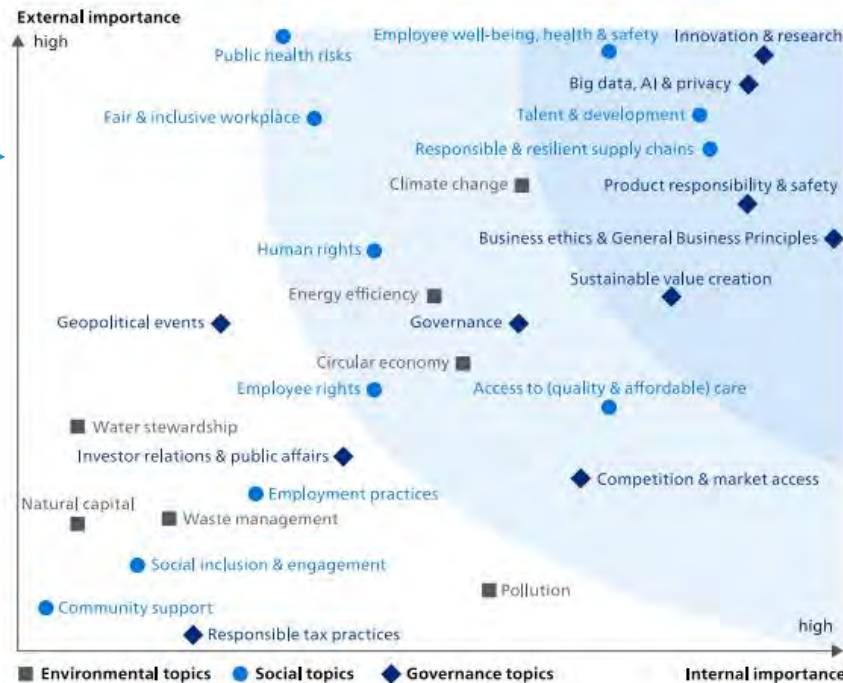 External importance
high
Employee well-being, health & safety
Innovation & research
Public health risks
Big data, AI & privacy
Fair & inclusive workplace
Talent & development
Responsible & resilient supply chains
Climate change
Product responsibility & safety
Business ethics & General Business Principles
Human rights
Sustainable value creation
Energy efficiency
Geopolitical events
Governance
Circular economy
Employee rights
Access to (quality & affordable) care
Water stewardship
Investor relations & public affairs
Competition & market access
Employment practices
Natural capital
Waste management
Social inclusion & engagement
Pollution
Community support
high
Responsible tax practices
Environmental topics
Social topics
Governance topics
Internal importance